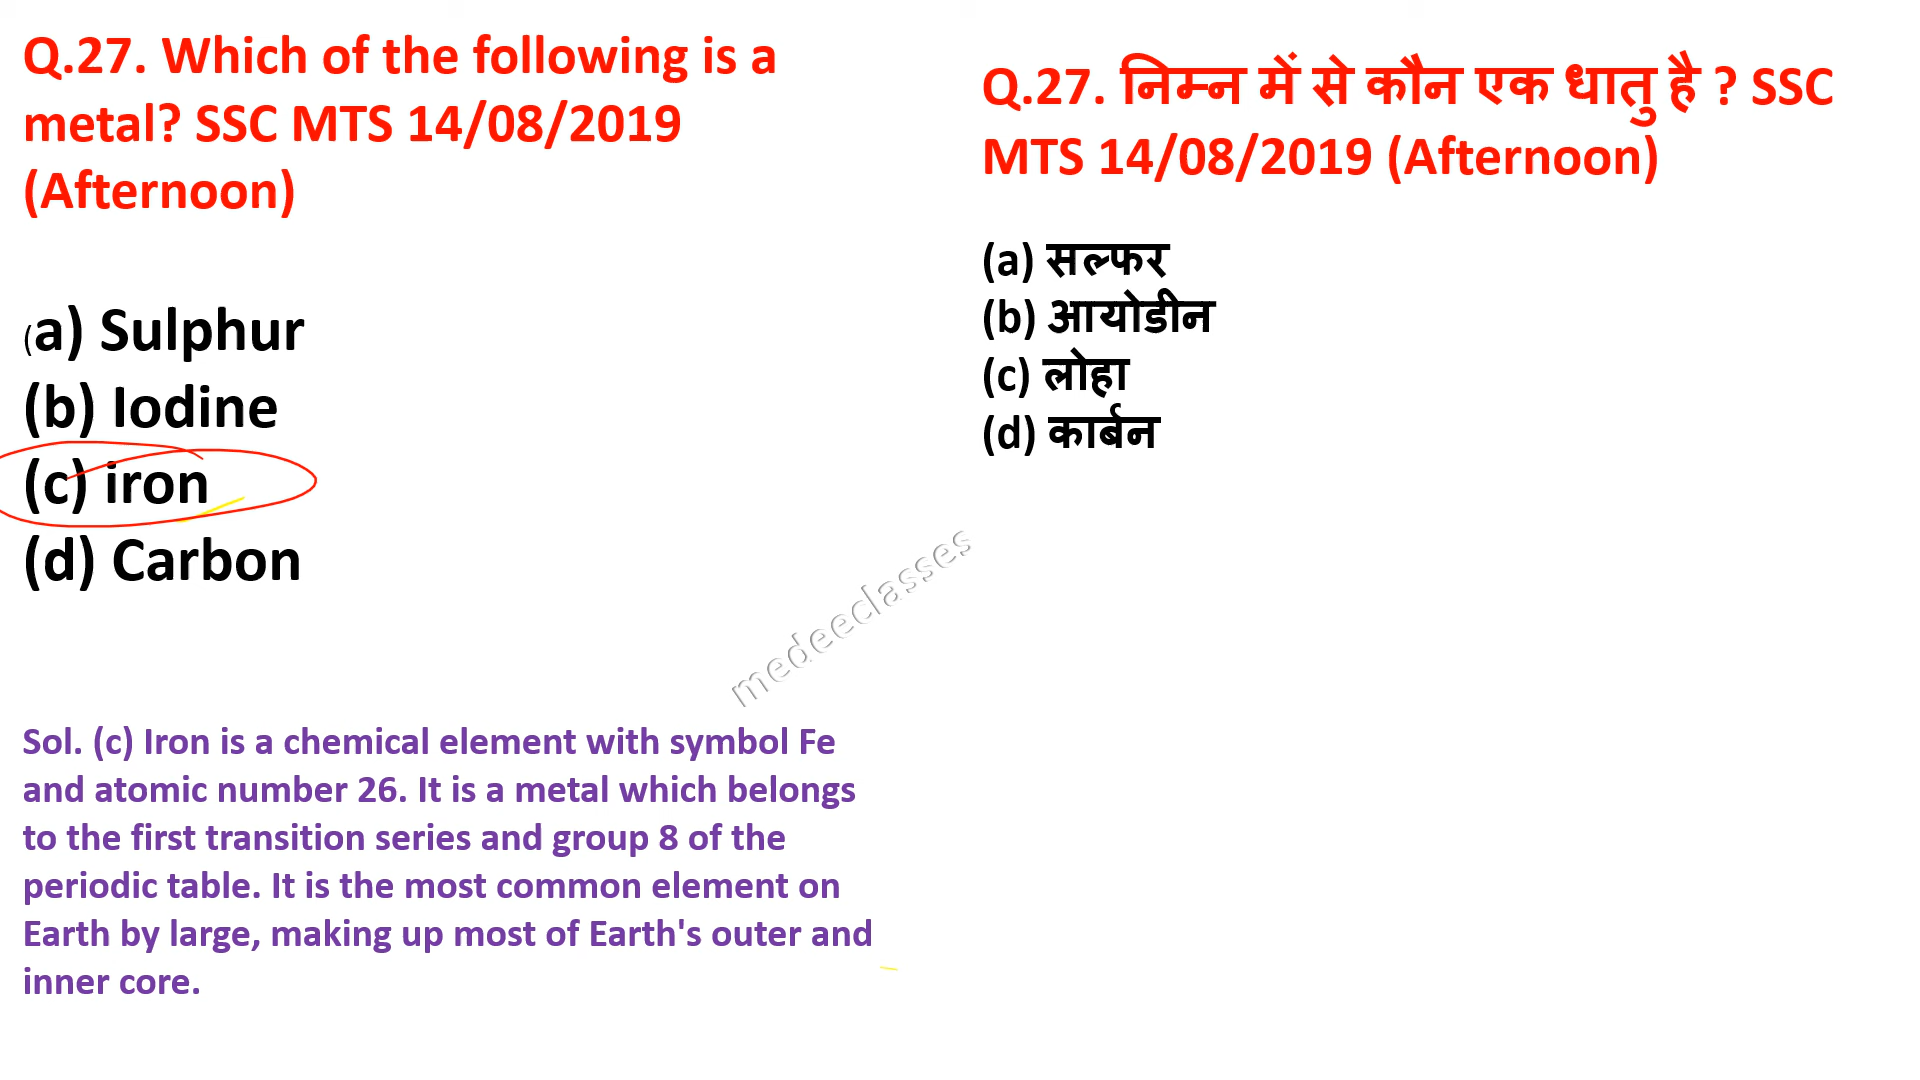 Q.27. Which of the following is a
metal? SSC MTS 14/08/2019
(Afternoon)
(a) Sulphur
(b) Iodine
(c) iron
(d) Carbon
Sol. (c) Iron is a chemical element with symbol Fe
and atomic number 26. It is a metal which belongs
to the first transition series and group 8 of the
periodic table. It is the most common element on
Earth by large, making up most of Earth's outer and
inner core.
Q.27. निम्न में से कौन एक धातु है ? SSC
MTS 14/08/2019 (Afternoon)
(a) सल्फर
(b) आयोडीन
(c) लोहा
(d) कार्बन
medeeclasses